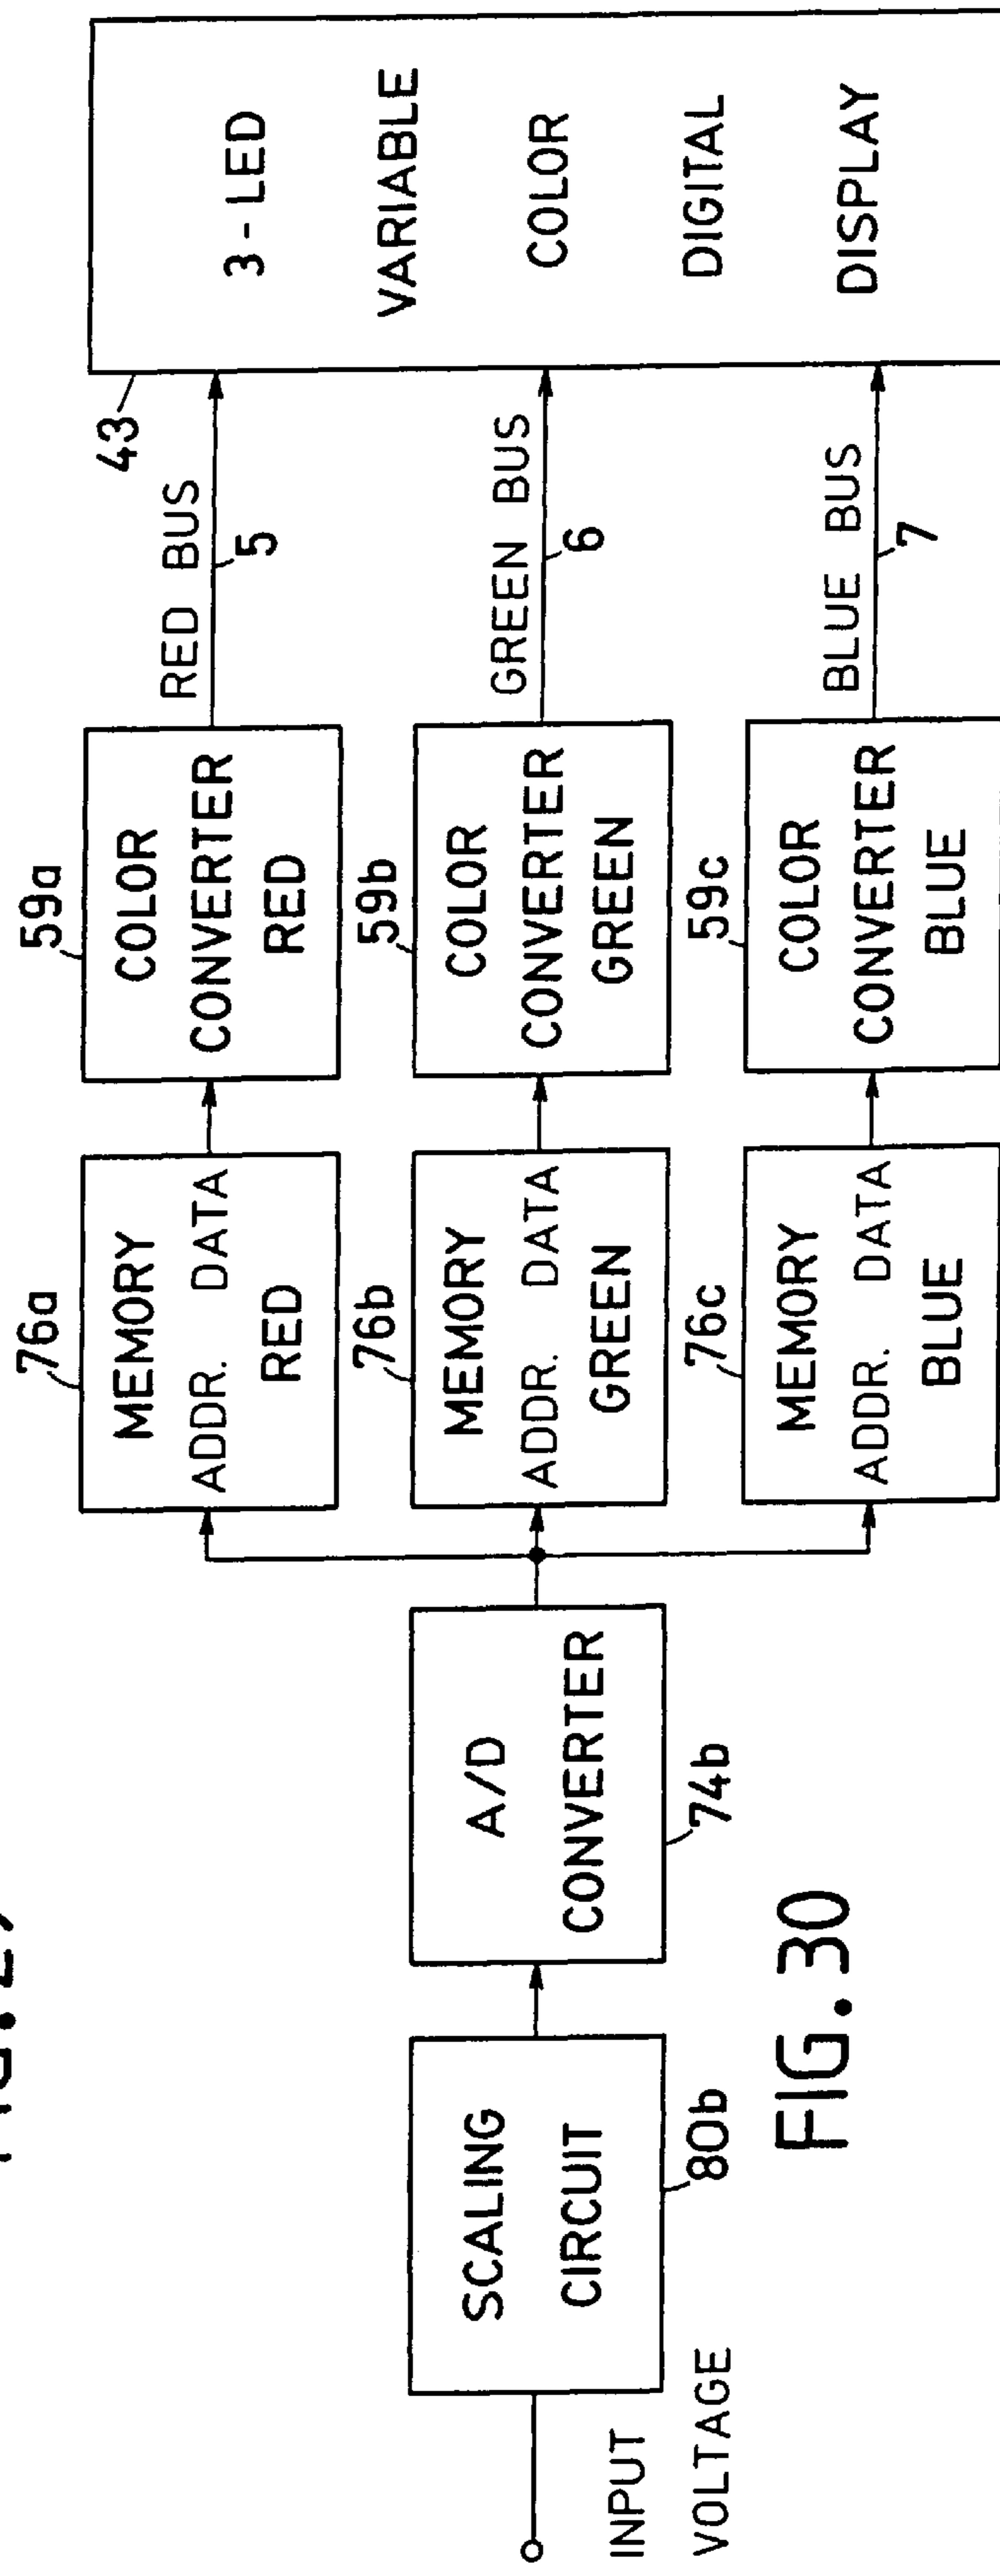 INPUT
VOLTAGE
SCALING
CIRCUIT
80b
A/D
CONVERTER
74b
76a
MEMORY
ADDR. DATA
RED
76b
MEMORY
ADDR. DATA
GREEN
76c
MEMORY
ADDR. DATA
BLUE
59a
COLOR
CONVERTER
RED
59b
COLOR
CONVERTER
GREEN
59c
COLOR
CONVERTER
BLUE
RED BUS
5
GREEN BUS
6
BLUE BUS
7
43
3 - LED
VARIABLE
COLOR
DIGITAL
DISPLAY
FIG. 30